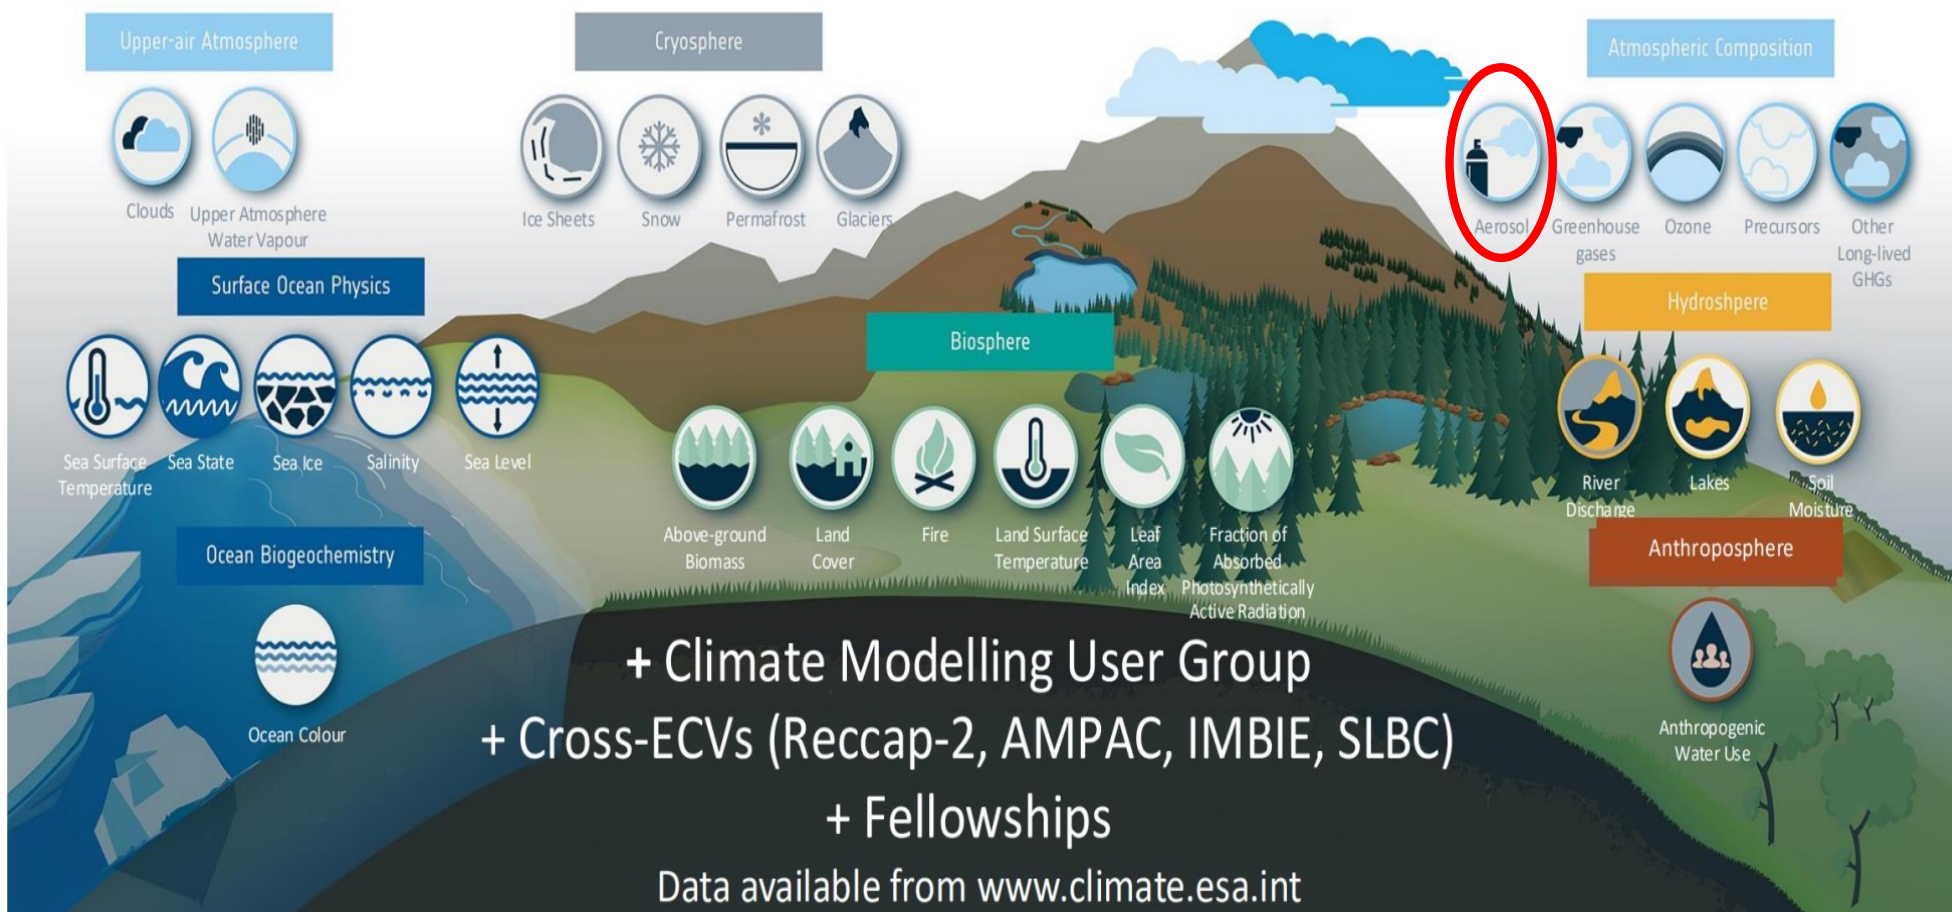 Upper-air Atmosphere
Clouds
Upper Atmosphere
Water Vapour
Cryosphere
Ice Sheets
Snow
Permafrost
Glaciers
Atmospheric Composition
Aerosol
Greenhouse
gases
Ozone
Precursors
Other
Long-lived
GHGs
Surface Ocean Physics
Sea Surface
Temperature
Sea State
Sea Ice
Salinity
Sea Level
Biosphere
Above-ground
Biomass
Land
Cover
Fire
Land Surface
Temperature
Leaf
Area
Index
Fraction of
Absorbed
Photosynthetically
Active Radiation
Hydroshpere
River
Discharge
Lakes
Soil
Moisture
Ocean Biogeochemistry
Ocean Colour
Anthroposphere
Anthropogenic
Water Use
+ Climate Modelling User Group
+ Cross-ECVs (Reccap-2, AMPAC, IMBIE, SLBC)
+ Fellowships
Data available from www.climate.esa.int